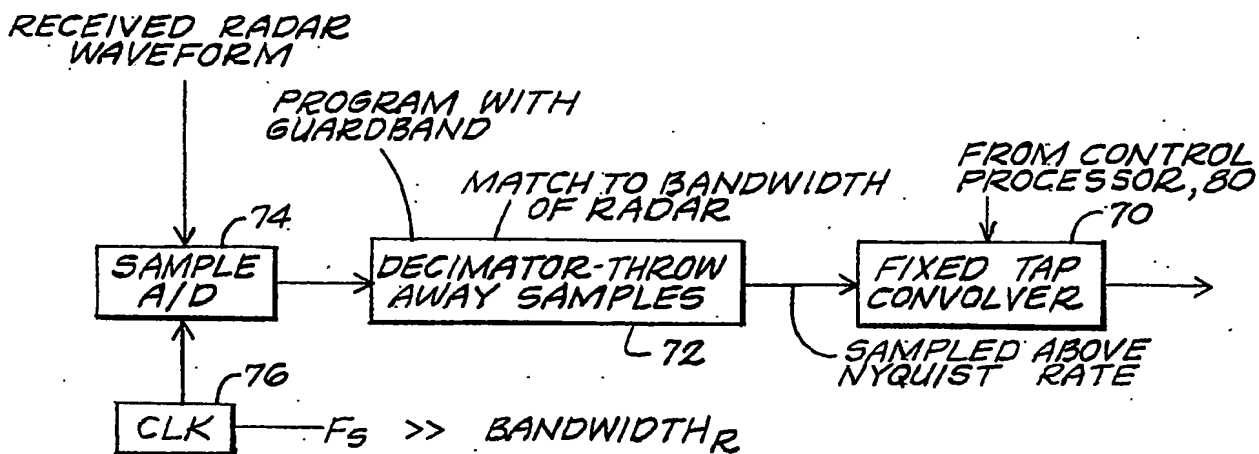 RECEIVED RADAR
WAVEFORM
PROGRAM WITH
GUARDBAND
MATCH TO BANDWIDTH
OF RADAR
FROM CONTROL
PROCESSOR, 80
74
70
SAMPLE
A/D
DECIMATOR-THROW
AWAY SAMPLES
FIXED TAP
CONVOLVER
72
SAMPLED ABOVE
NYQUIST RATE
76
CLK
FS >> BANDWIDTHR